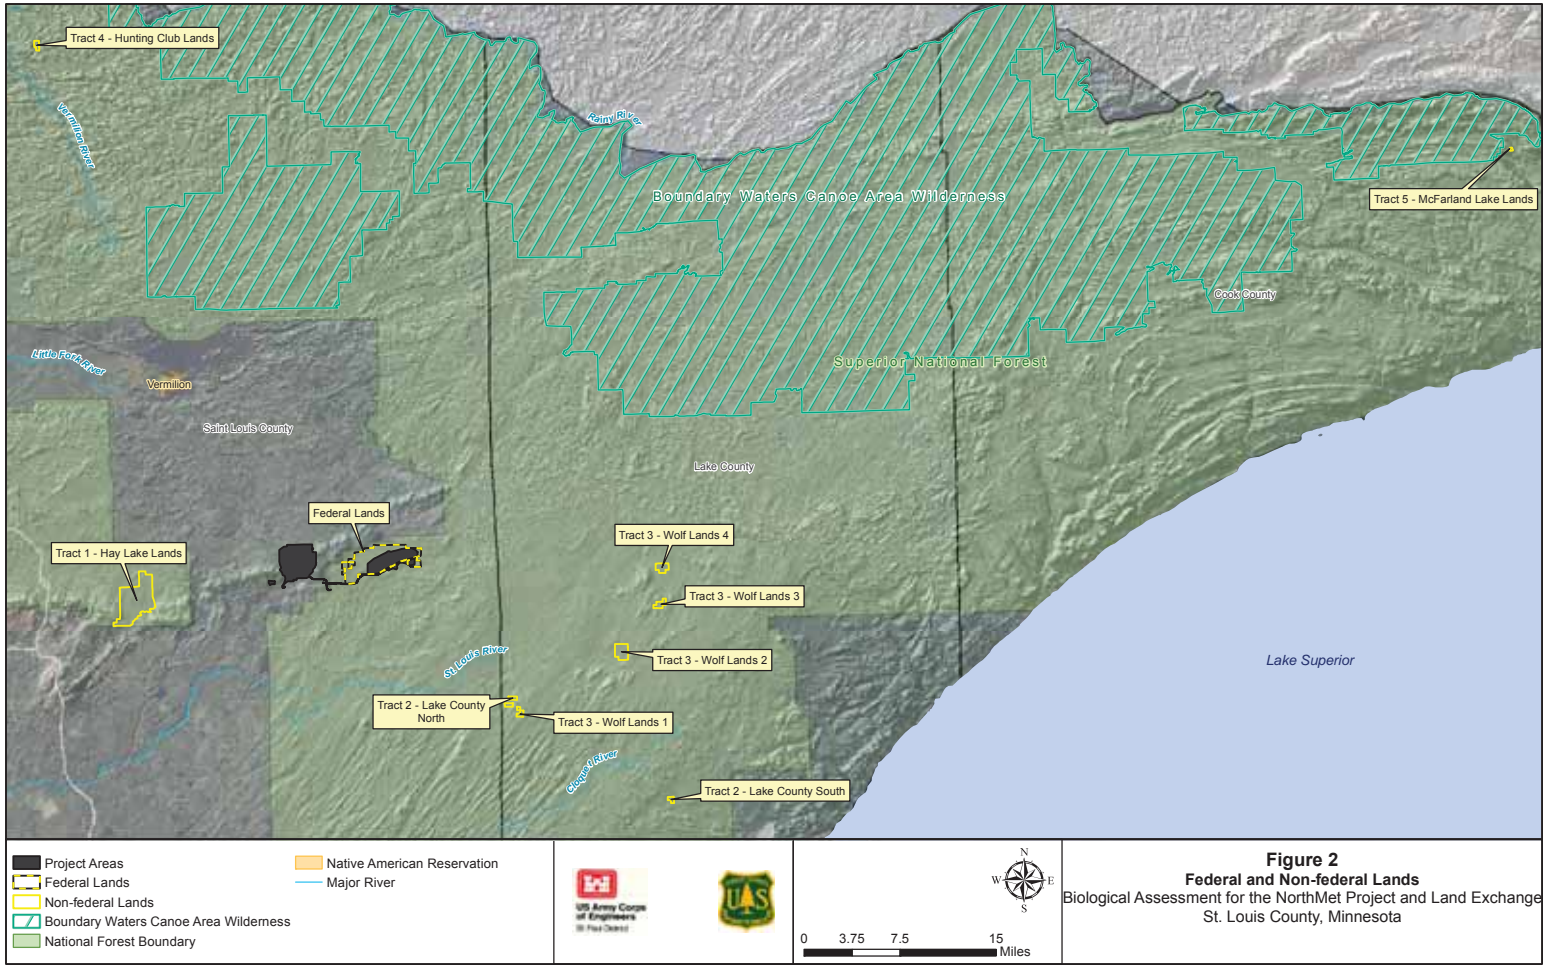 Tract 4 - Hunting Club Lands
Vermilion River
Rainy River
Boundary Waters Canoe Area Wilderness
Tract 5 - McFarland Lake Lands
Cook County
Little Fork River
Superior National Forest
Vermilion
Saint Louis County
Lake County
Federal Lands
Tract 1 - Hay Lake Lands
Tract 3 - Wolf Lands 4
Tract 3 - Wolf Lands 3
Tract 3 - Wolf Lands 2
Lake Superior
St. Louis River
Tract 2 - Lake County
North
Tract 3 - Wolf Lands 1
Cloquet River
Tract 2 - Lake County South
Project Areas
Federal Lands
Non-federal Lands
Boundary Waters Canoe Area Wilderness
National Forest Boundary
Native American Reservation
Major River
US Army Corps
of Engineers
UAS
N
W E
S
0 3.75 7.5 15
Miles
Figure 2
Federal and Non-federal Lands
Biological Assessment for the NorthMet Project and Land Exchange
St. Louis County, Minnesota